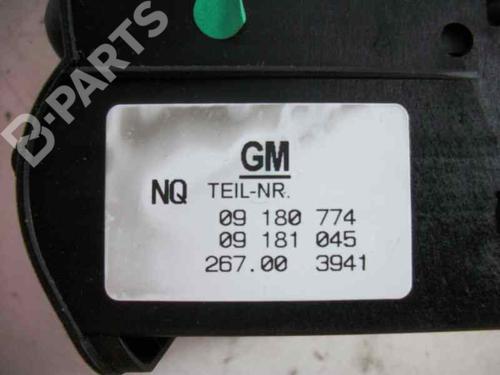 B-PARTS
GM
NQ TEIL-NR.
09 180 774
09 181 045
267.00 3941